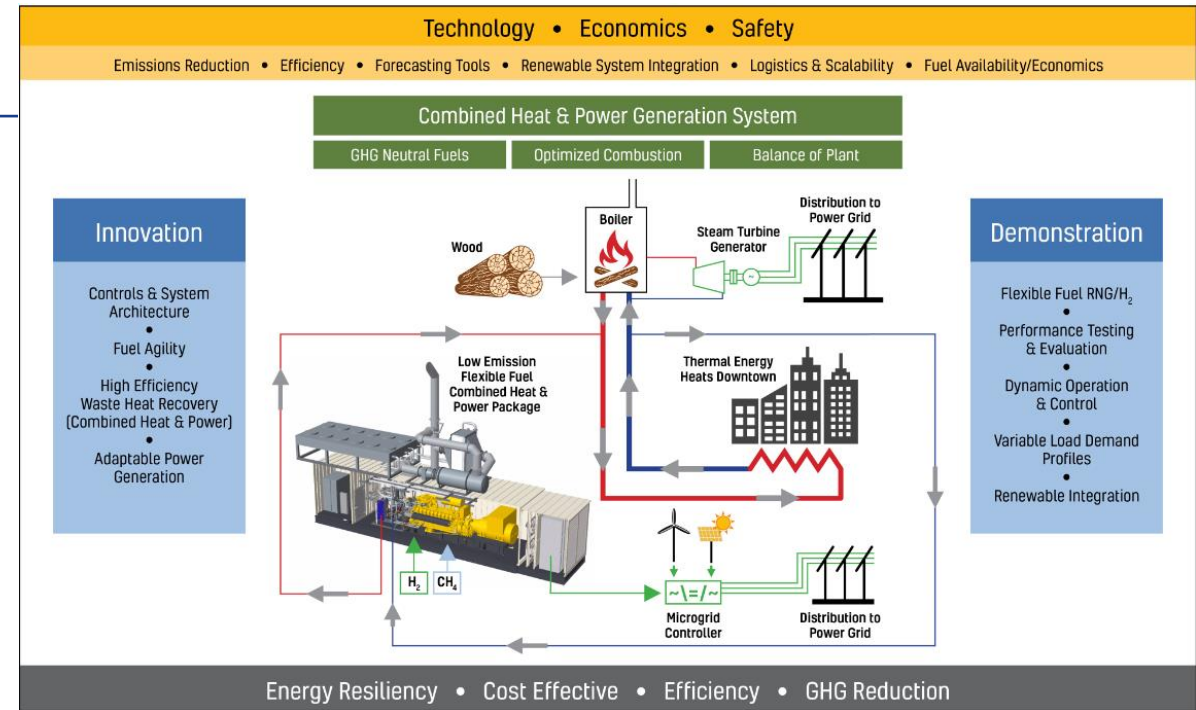 Technology • Economics • Safety
Emissions Reduction • Efficiency • Forecasting Tools • Renewable System Integration • Logistics & Scalability • Fuel Availability/Economics
Combined Heat & Power Generation System
GHG Neutral Fuels
Optimized Combustion
Balance of Plant
Innovation
Controls & System
Architecture
•
Fuel Agility
•
High Efficiency
Waste Heat Recovery
(Combined Heat & Power)
•
Adaptable Power
Generation
Wood
Boiler
Steam Turbine
Generator
Distribution to
Power Grid
Low Emission
Flexible Fuel
Combined Heat &
Power Package
Thermal Energy
Heats Downtown
H₂
CH₄
~\=/~
Microgrid
Controller
Distribution to
Power Grid
Demonstration
Flexible Fuel RNG/H₂
•
Performance Testing
& Evaluation
•
Dynamic Operation
& Control
•
Variable Load Demand
Profiles
•
Renewable Integration
Energy Resiliency • Cost Effective • Efficiency • GHG Reduction